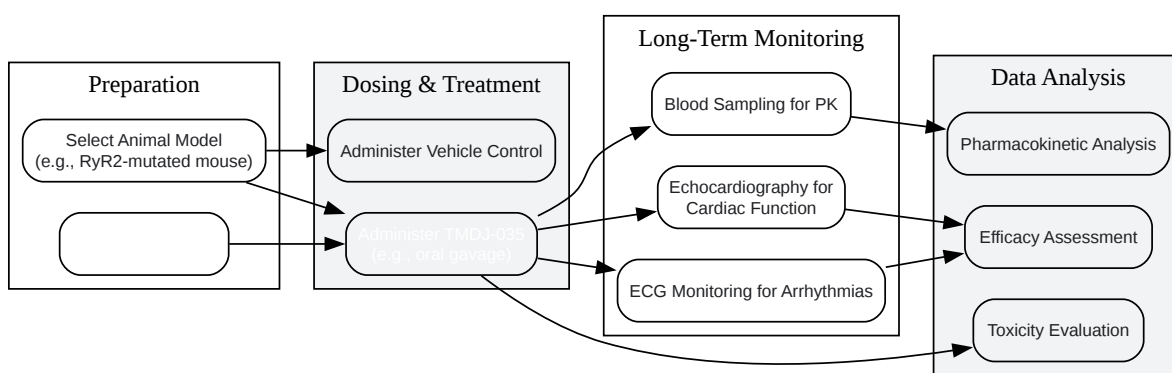 Preparation
Select Animal Model
(e.g., RyR2-mutated mouse)
Dosing & Treatment
Administer Vehicle Control
Administer TMDJ-035
(e.g., oral gavage)
Long-Term Monitoring
Blood Sampling for PK
Echocardiography for
Cardiac Function
ECG Monitoring for Arrhythmias
Data Analysis
Pharmacokinetic Analysis
Efficacy Assessment
Toxicity Evaluation